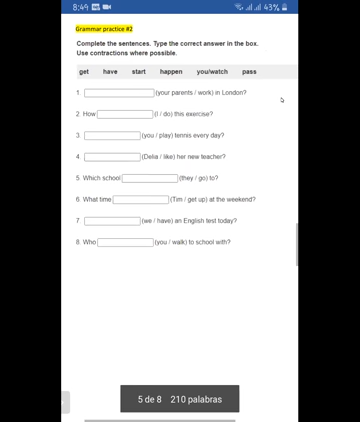 8:49 43%
Grammar practice #2
Complete the sentences. Type the correct answer in the box.
Use contractions where possible.
get have start happen you/watch pass
1. (your parents / work) in London?
2. How (I / do) this exercise?
3. (you / play) tennis every day?
4. (Delia / like) her new teacher?
5. Which school (they / go) to?
6. What time (Tim / get up) at the weekend?
7. (we / have) an English test today?
8. Who (you / walk) to school with?
5 de 8 210 palabras